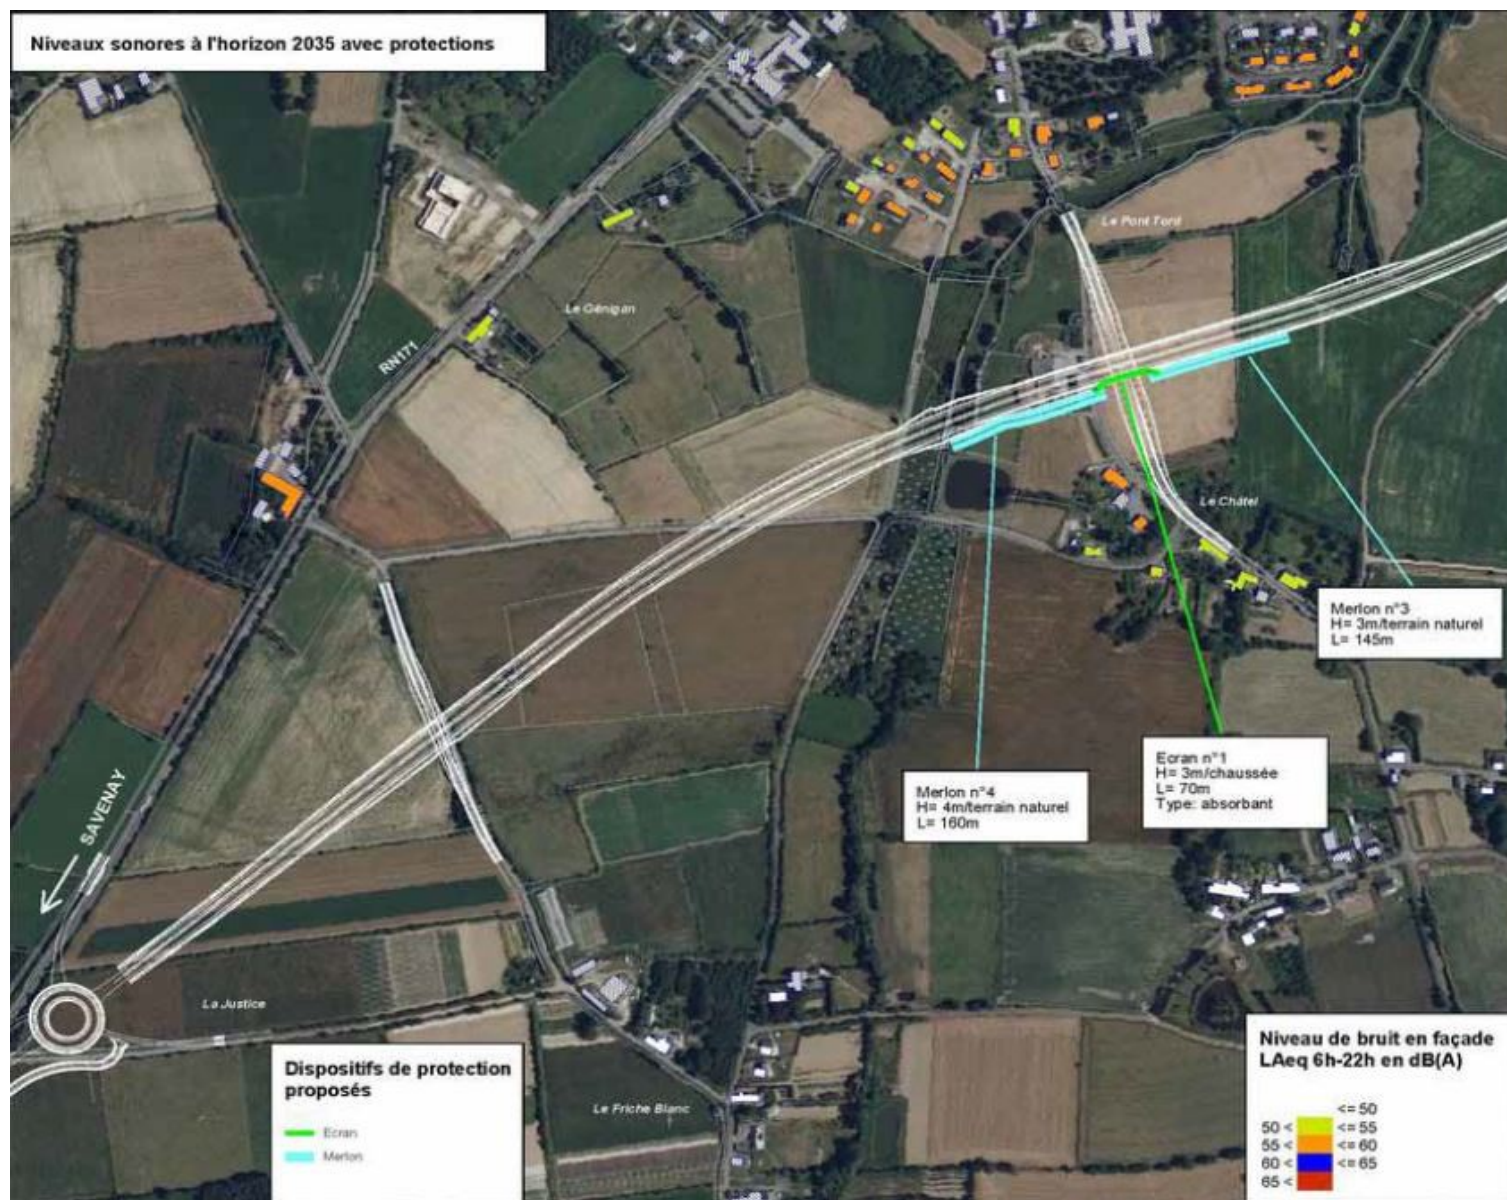 Niveaux sonores à l'horizon 2035 avec protections
Le Pont Tord
Le Génigan
RN171
Le Châtel
Merlon n°3
H= 3m/terrain naturel
L= 145m
Ecran n°1
H= 3m/chaussée
L= 70m
Type: absorbant
Merlon n°4
H= 4m/terrain naturel
L= 160m
SAVENAY
La Justice
Le Friche Blanc
Dispositifs de protection
proposés
Ecran
Merlon
Niveau de bruit en façade
LAeq 6h-22h en dB(A)
<= 50
50 < <= 55
55 < <= 60
60 < <= 65
65 <